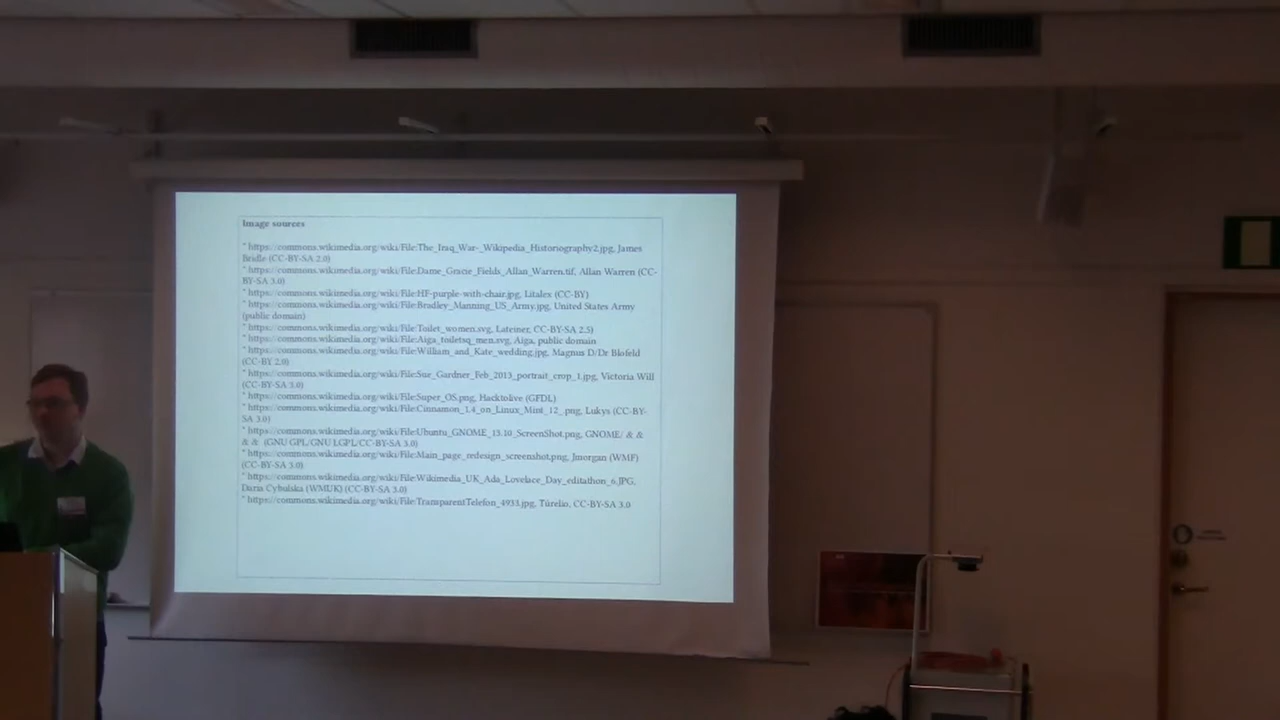 Image sources
* https://commons.wikimedia.org/wiki/File:The_Iraq_War-_Wikipedia_Historiography2.jpg, James
Bridle (CC-BY-SA 2.0)
* https://commons.wikimedia.org/wiki/File:Dame_Gracie_Fields_Allan_Warren.tif, Allan Warren (CC-
BY-SA 3.0)
* https://commons.wikimedia.org/wiki/File:HF-purple-with-chair.jpg, Litalex (CC-BY)
* https://commons.wikimedia.org/wiki/File:Bradley_Manning_US_Army.jpg, United States Army
(public domain)
* https://commons.wikimedia.org/wiki/File:Toilet_women.svg, Lateiner, CC-BY-SA 2.5)
* https://commons.wikimedia.org/wiki/File:Aiga_toiletsq_men.svg, Aiga, public domain
* https://commons.wikimedia.org/wiki/File:William_and_Kate_wedding.jpg, Magnus D/Dr Blofeld
(CC-BY 2.0)
* https://commons.wikimedia.org/wiki/File:Sue_Gardner_Feb_2013_portrait_crop_1.jpg, Victoria Will
(CC-BY-SA 3.0)
* https://commons.wikimedia.org/wiki/File:Super_OS.png, Hacktolive (GFDL)
* https://commons.wikimedia.org/wiki/File:Cinnamon_1.4_on_Linux_Mint_12_.png, Lukys (CC-BY-
SA 3.0)
* https://commons.wikimedia.org/wiki/File:Ubuntu_GNOME_13.10_ScreenShot.png, GNOME/ & &
& & (GNU GPL/GNU LGPL/CC-BY-SA 3.0)
* https://commons.wikimedia.org/wiki/File:Main_page_redesign_screenshot.png, Jmorgan (WMF)
(CC-BY-SA 3.0)
* https://commons.wikimedia.org/wiki/File:Wikimedia_UK_Ada_Lovelace_Day_editathon_6.JPG,
Daria Cybulska (WMUK) (CC-BY-SA 3.0)
* https://commons.wikimedia.org/wiki/File:TransparentTelefon_4933.jpg, Türelio, CC-BY-SA 3.0